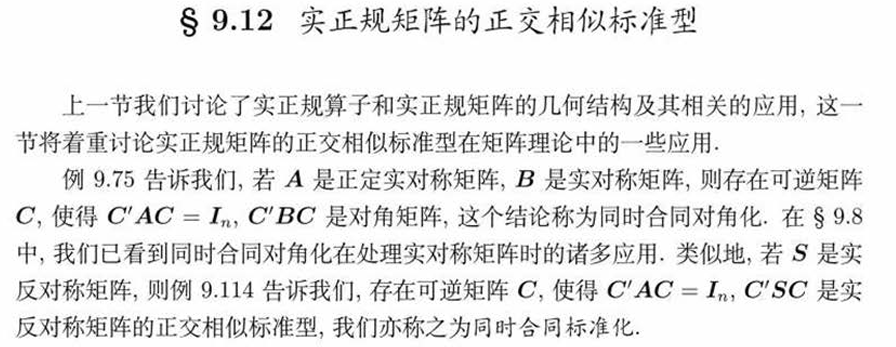 § 9.12 实正规矩阵的正交相似标准型
上一节我们讨论了实正规算子和实正规矩阵的几何结构及其相关的应用, 这一
节将着重讨论实正规矩阵的正交相似标准型在矩阵理论中的一些应用.
例 9.75 告诉我们, 若 A 是正定实对称矩阵, B 是实对称矩阵, 则存在可逆矩阵
C, 使得 C′AC = Iₙ, C′BC 是对角矩阵, 这个结论称为同时合同对角化. 在 § 9.8
中, 我们已看到同时合同对角化在处理实对称矩阵时的诸多应用. 类似地, 若 S 是实
反对称矩阵, 则例 9.114 告诉我们, 存在可逆矩阵 C, 使得 C′AC = Iₙ, C′SC 是实
反对称矩阵的正交相似标准型, 我们亦称之为同时合同标准化.